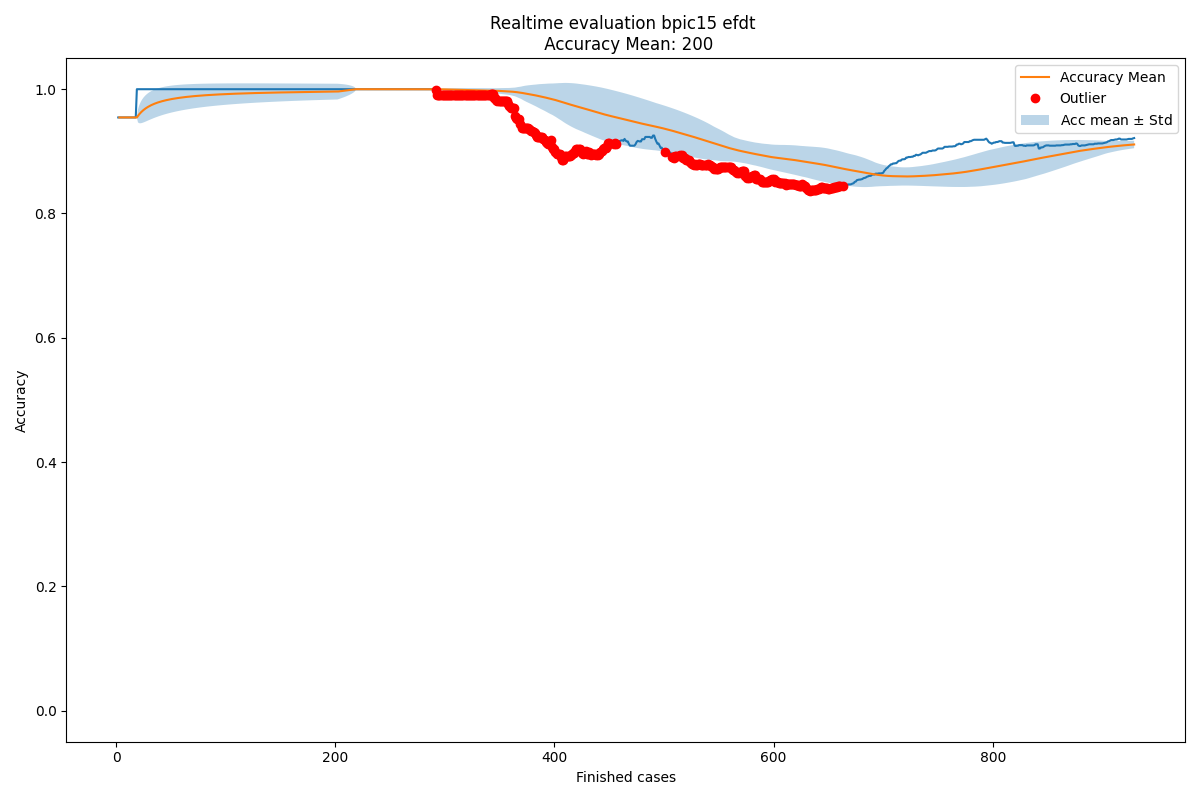 Realtime evaluation bpic15 efdt
Accuracy Mean: 200
Accuracy Mean
Outlier
Acc mean ± Std
1.0
0.8
0.6
0.4
0.2
0.0
Accuracy
0 200 400 600 800
Finished cases